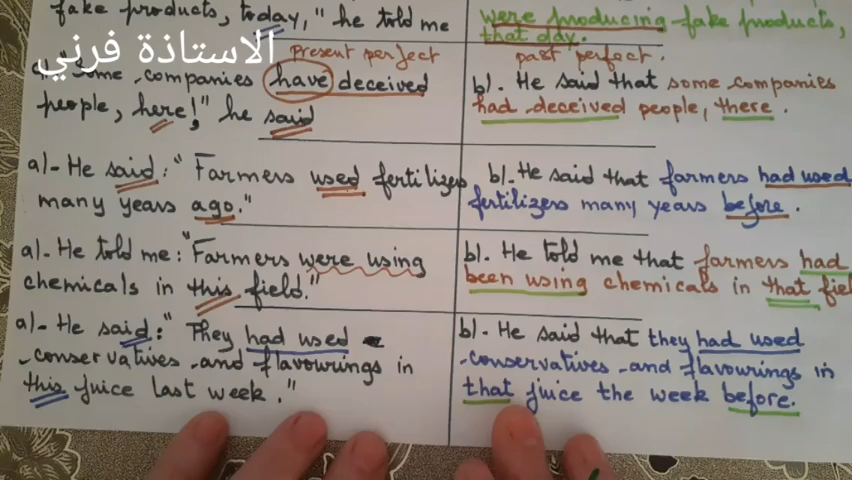 fake products, today," he told me
were producing fake products,
that day.
الاستاذة فرني
present perfect
past perfect.
a). "Some companies have deceived
people, here!" he said
b). He said that some companies
had deceived people, there.
a).- He said: "Farmers used fertilizers
many years ago."
b).- He said that farmers had used
fertilizers many years before.
a).- He told me: "Farmers were using
chemicals in this field."
b). He told me that farmers had
been using chemicals in that
a).- He said: "They had used
conservatives and flavourings in
this juice last week."
b). He said that they had used
conservatives and flavourings in
that juice the week before.